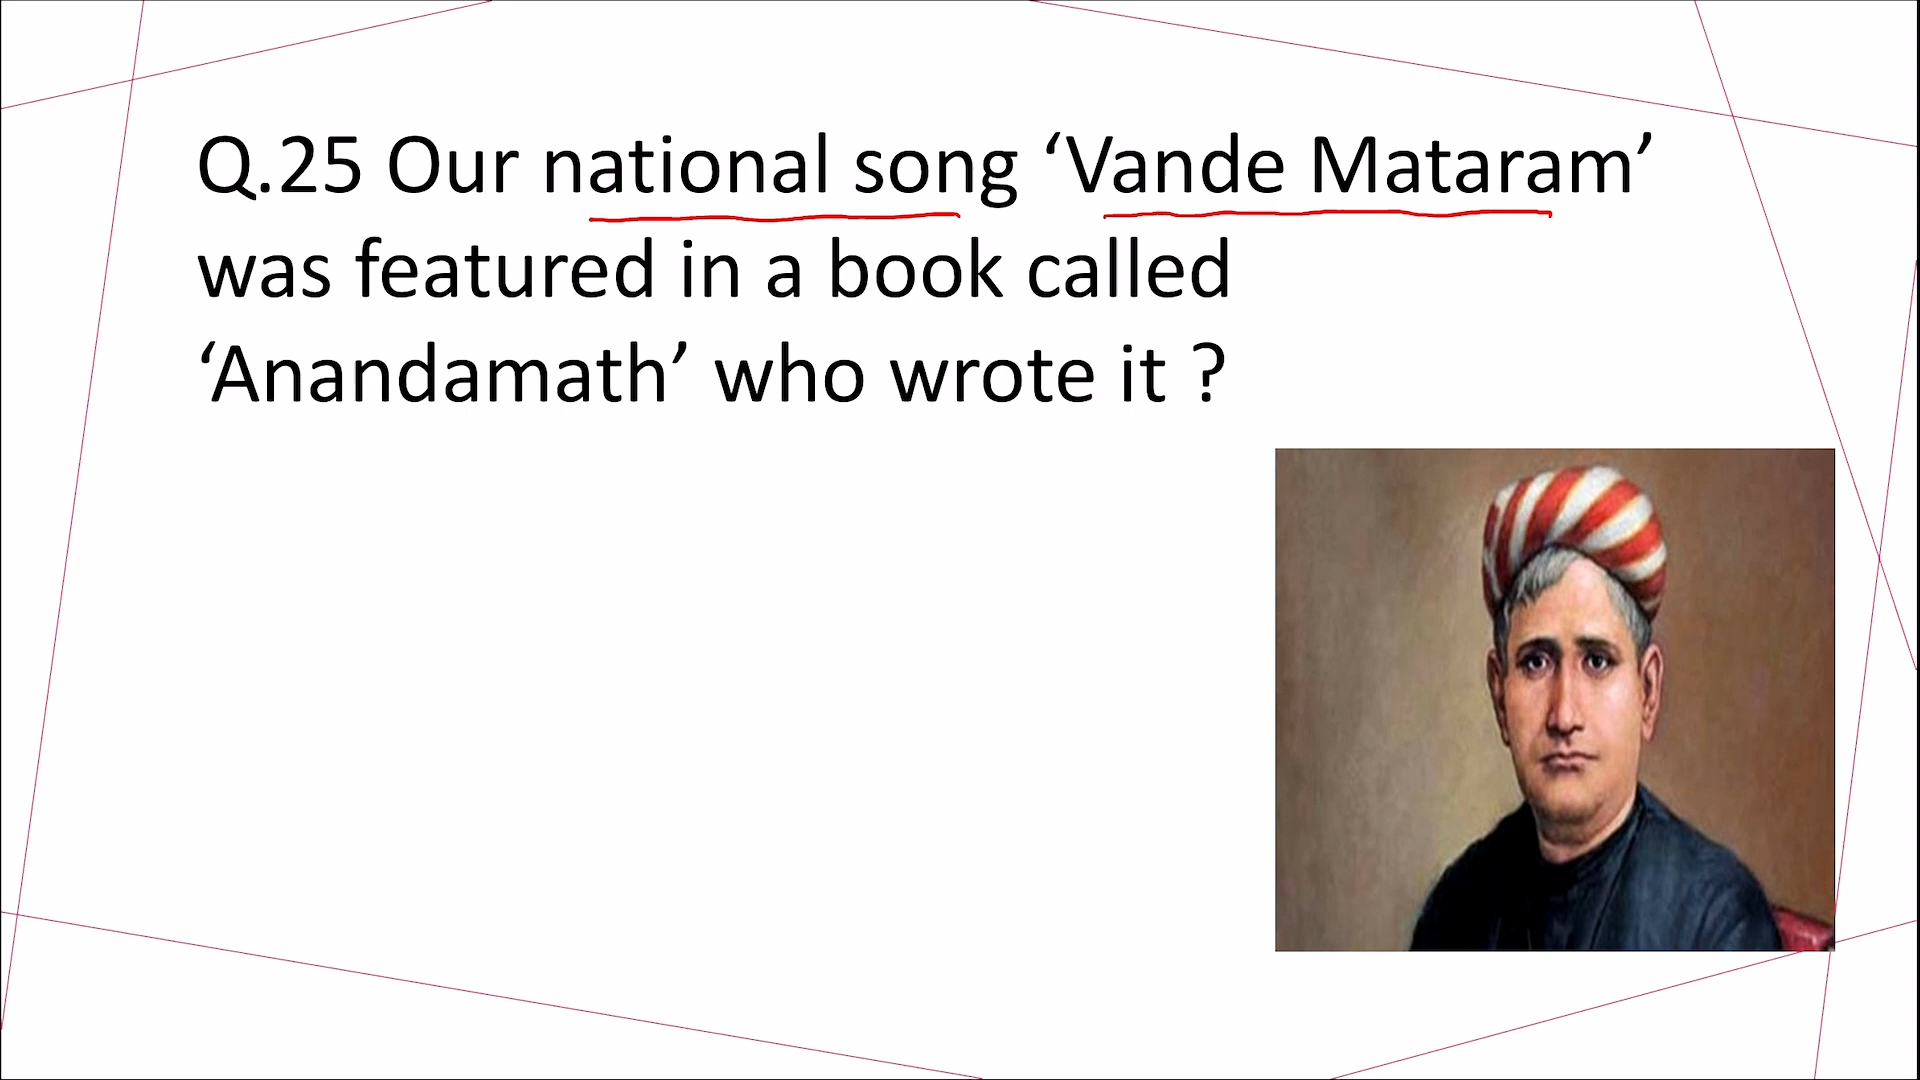 Q.25 Our national song ‘Vande Mataram’
was featured in a book called
‘Anandamath’ who wrote it ?